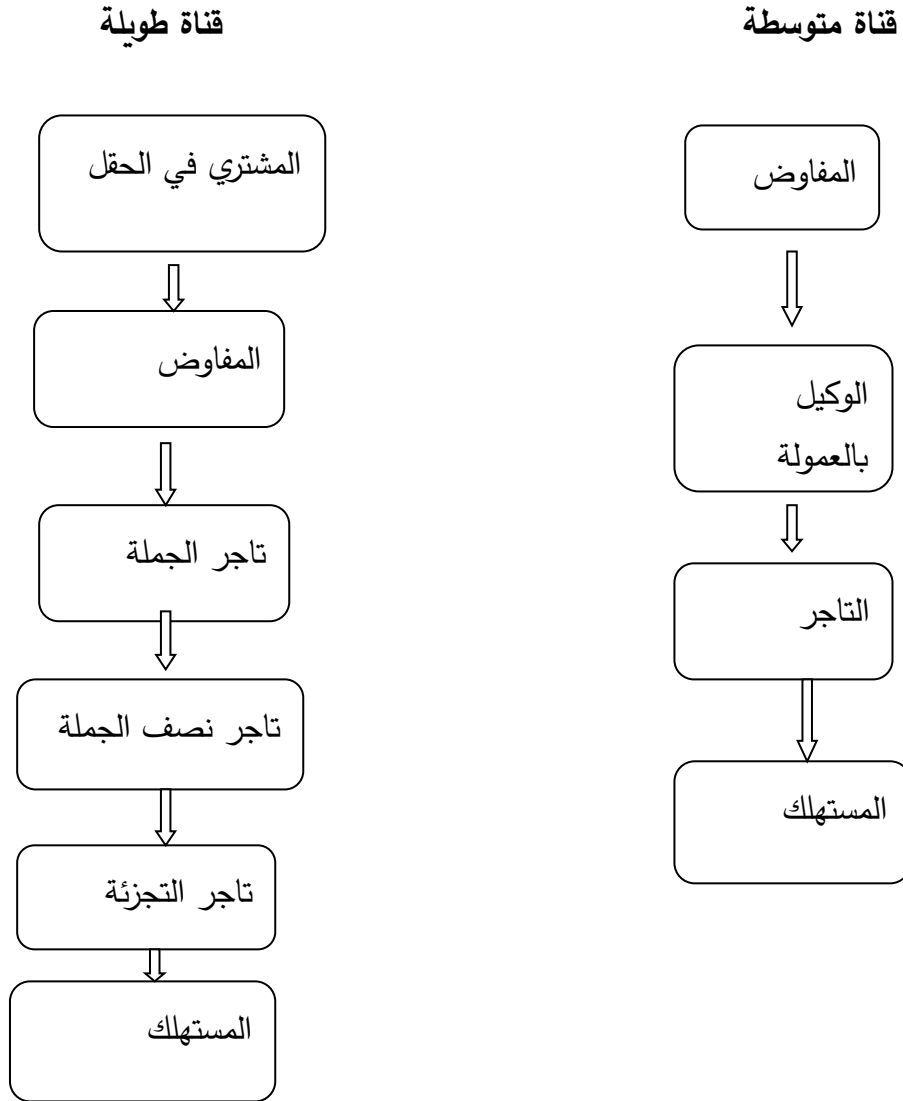 قناة متوسطة
المفاوض
الوكيل
بالعمولة
التاجر
المستهلك
قناة طويلة
المشتري في الحقل
المفاوض
تاجر الجملة
تاجر نصف الجملة
تاجر التجزئة
المستهلك